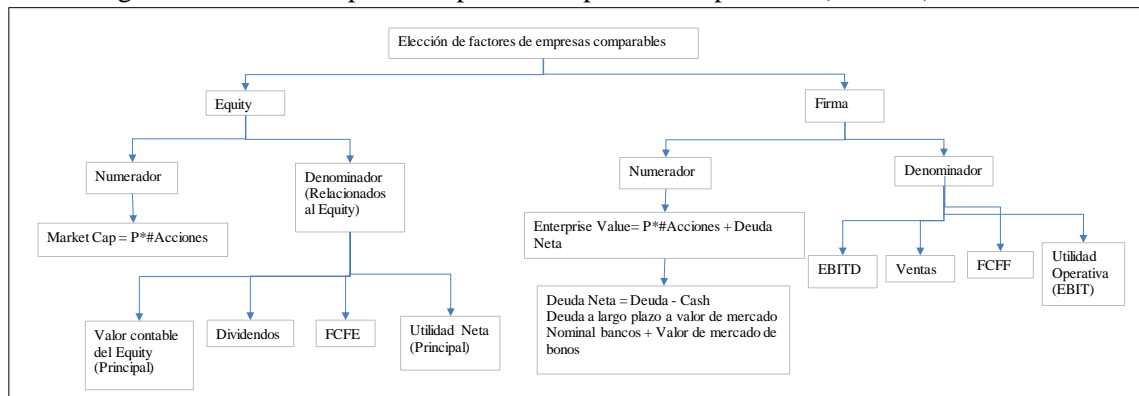 Elección de factores de empresas comparables
Equity
Firma
Numerador
Denominador
(Relacionados
al Equity)
Numerador
Denominador
Market Cap = P*#Acciones
Enterprise Value= P*#Acciones + Deuda
Neta
EBITD
Ventas
FCFF
Utilidad
Operativa
(EBIT)
Valor contable
del Equity
(Principal)
Dividendos
FCFE
Utilidad Neta
(Principal)
Deuda Neta = Deuda - Cash
Deuda a largo plazo a valor de mercado
Nominal bancos + Valor de mercado de
bonos